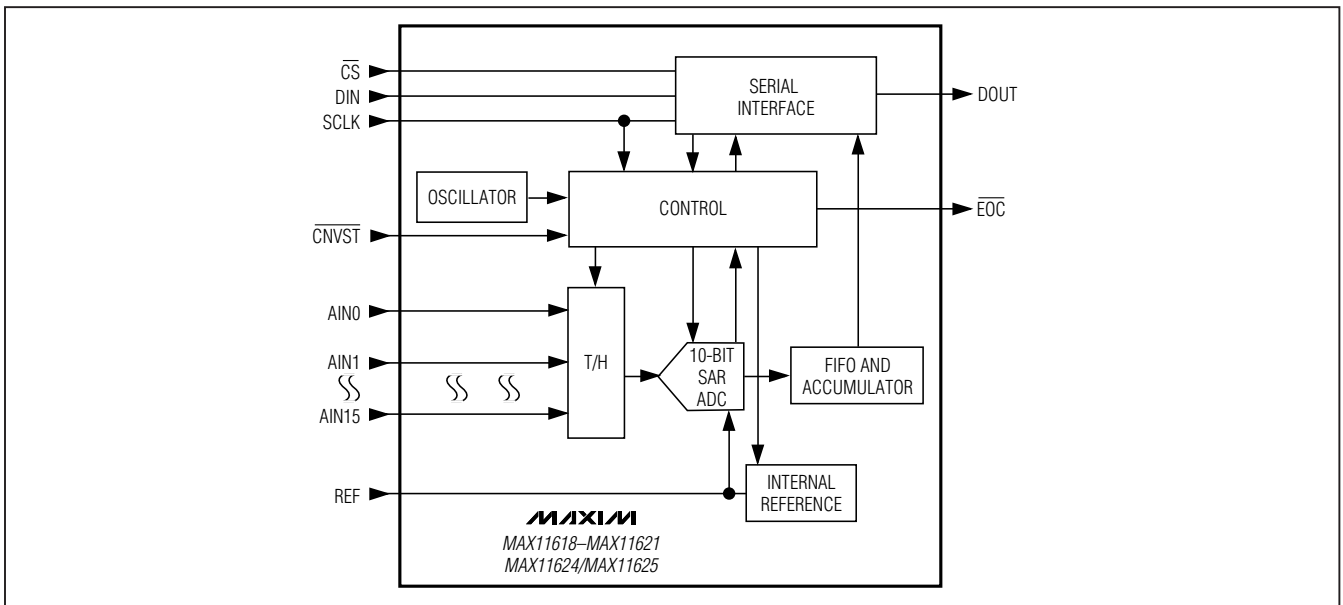 CS
DIN
SCLK
SERIAL
INTERFACE
DOUT
OSCILLATOR
CONTROL
EOC
CNVST
AIN0
AIN1
AIN15
T/H
10-BIT
SAR
ADC
FIFO AND
ACCUMULATOR
REF
INTERNAL
REFERENCE
MAXIM
MAX11618–MAX11621
MAX11624/MAX11625